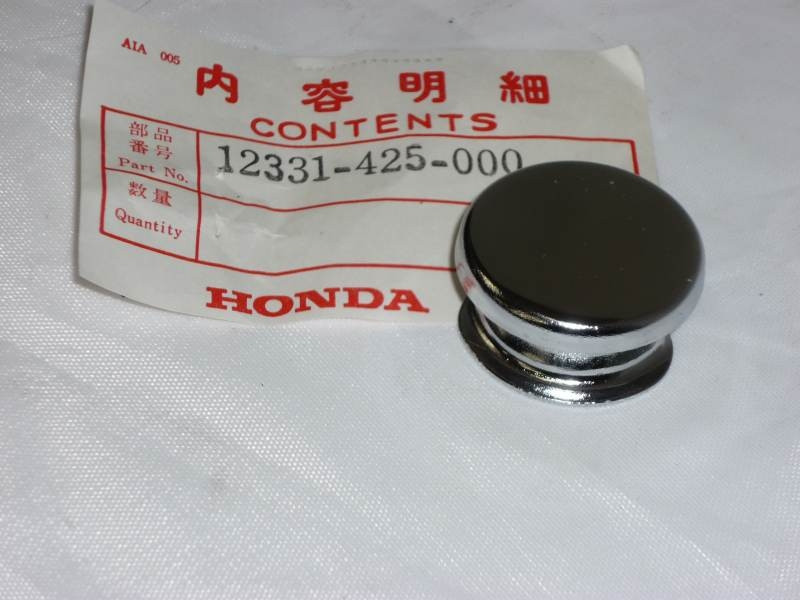 AIA 005
内容明細
CONTENTS
部品
番号
Part No.
12331-425-000
数量
Quantity
HONDA